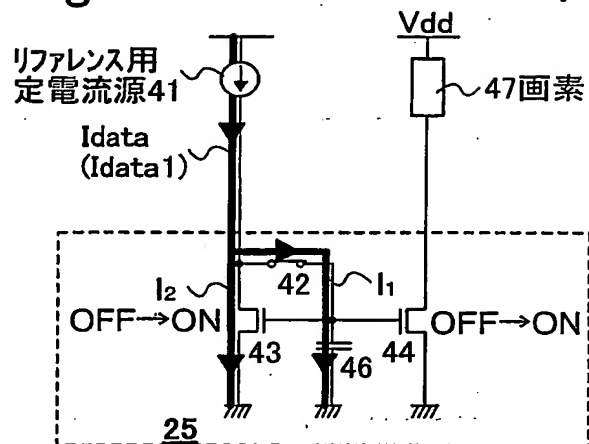 Vdd
リファレンス用
定電流源41
47画素
Idata
(Idata1)
I2
42
I1
OFF→ON
43
46
44
OFF→ON
25